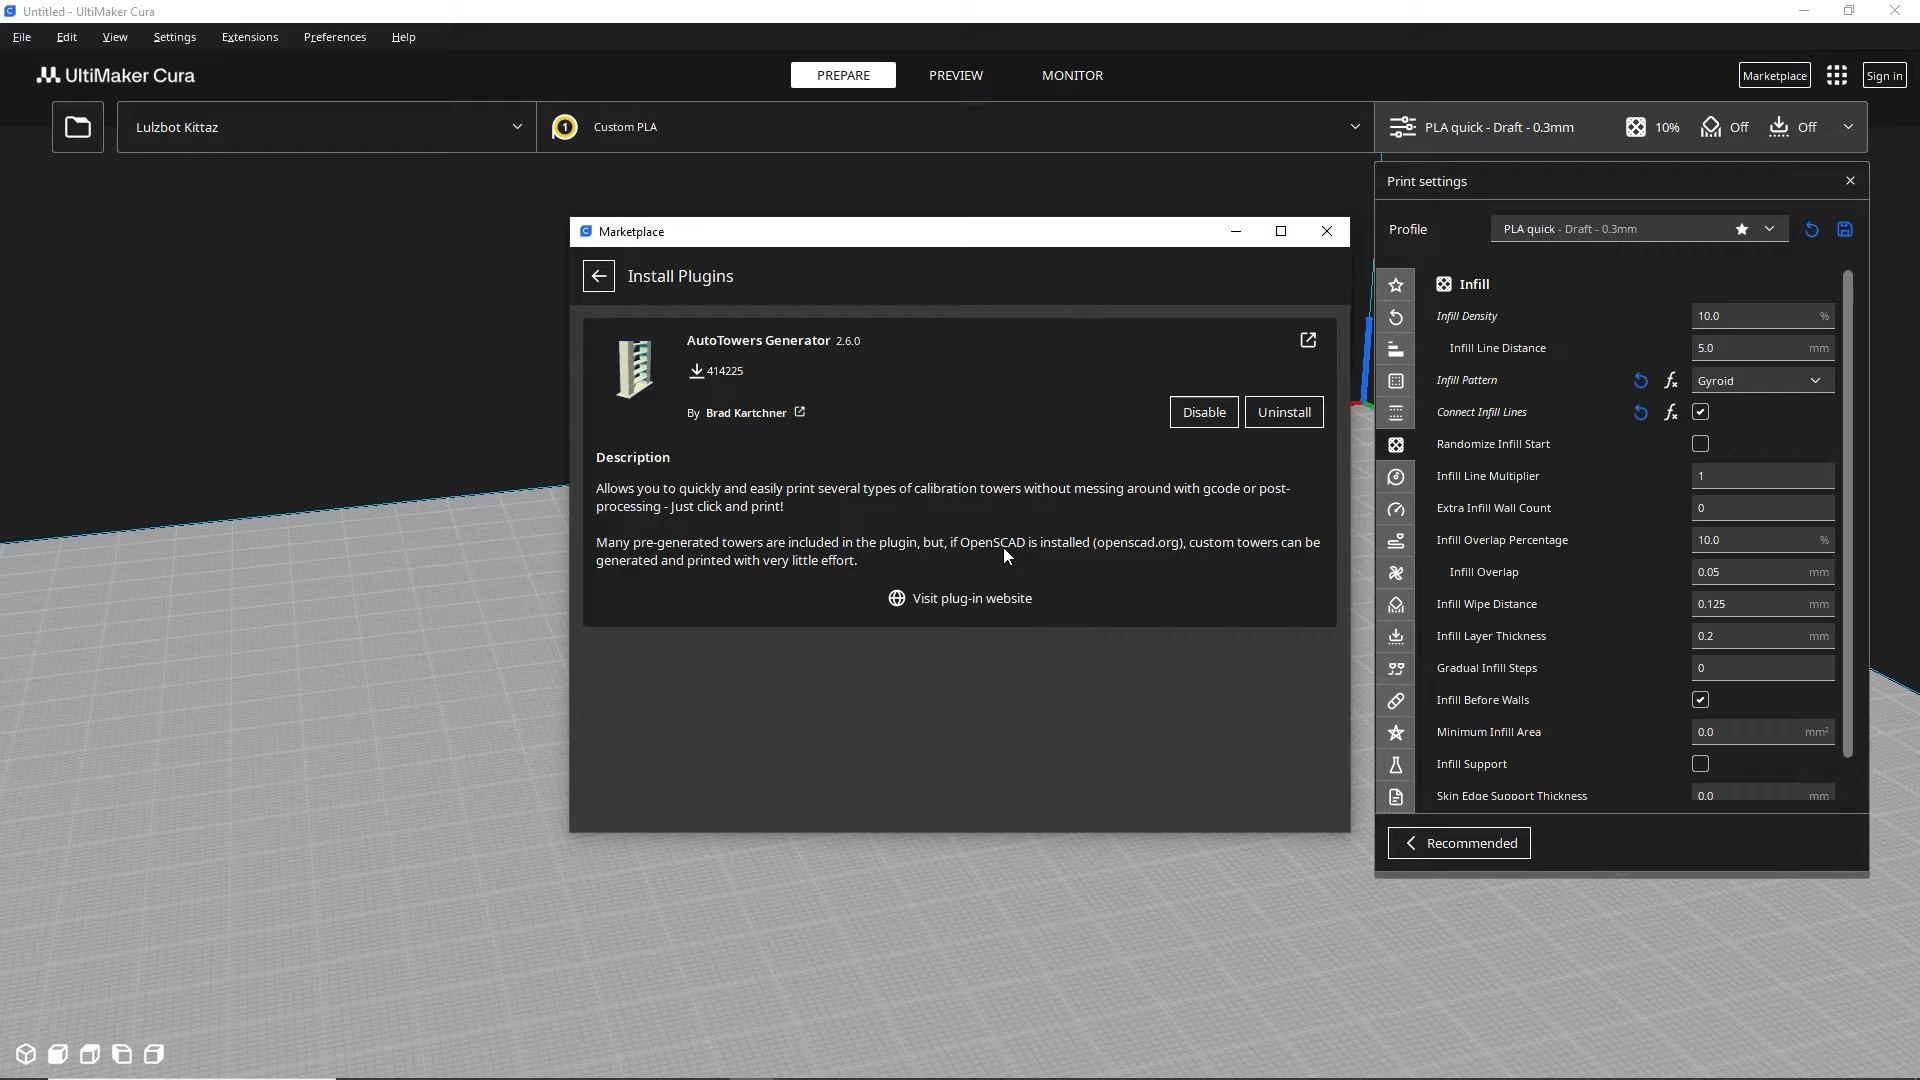 Untitled - UltiMaker Cura
File Edit View Settings Extensions Preferences Help
UltiMaker Cura
PREPARE PREVIEW MONITOR
Marketplace Sign in
Lulzbot Kittaz
1 Custom PLA
PLA quick - Draft - 0.3mm 10% Off Off
Print settings
Profile PLA quick - Draft - 0.3mm
Marketplace
Install Plugins
AutoTowers Generator 2.6.0
414225
By Brad Kartchner
Disable Uninstall
Description
Allows you to quickly and easily print several types of calibration towers without messing around with gcode or post-
processing - Just click and print!
Many pre-generated towers are included in the plugin, but, if OpenSCAD is installed (openscad.org), custom towers can be
generated and printed with very little effort.
Visit plug-in website
Infill
Infill Density 10.0 %
Infill Line Distance 5.0 mm
Infill Pattern Gyroid
Connect Infill Lines
Randomize Infill Start
Infill Line Multiplier 1
Extra Infill Wall Count 0
Infill Overlap Percentage 10.0 %
Infill Overlap 0.05 mm
Infill Wipe Distance 0.125 mm
Infill Layer Thickness 0.2 mm
Gradual Infill Steps 0
Infill Before Walls
Minimum Infill Area 0.0 mm²
Infill Support
Skin Edge Support Thickness 0.0 mm
Recommended